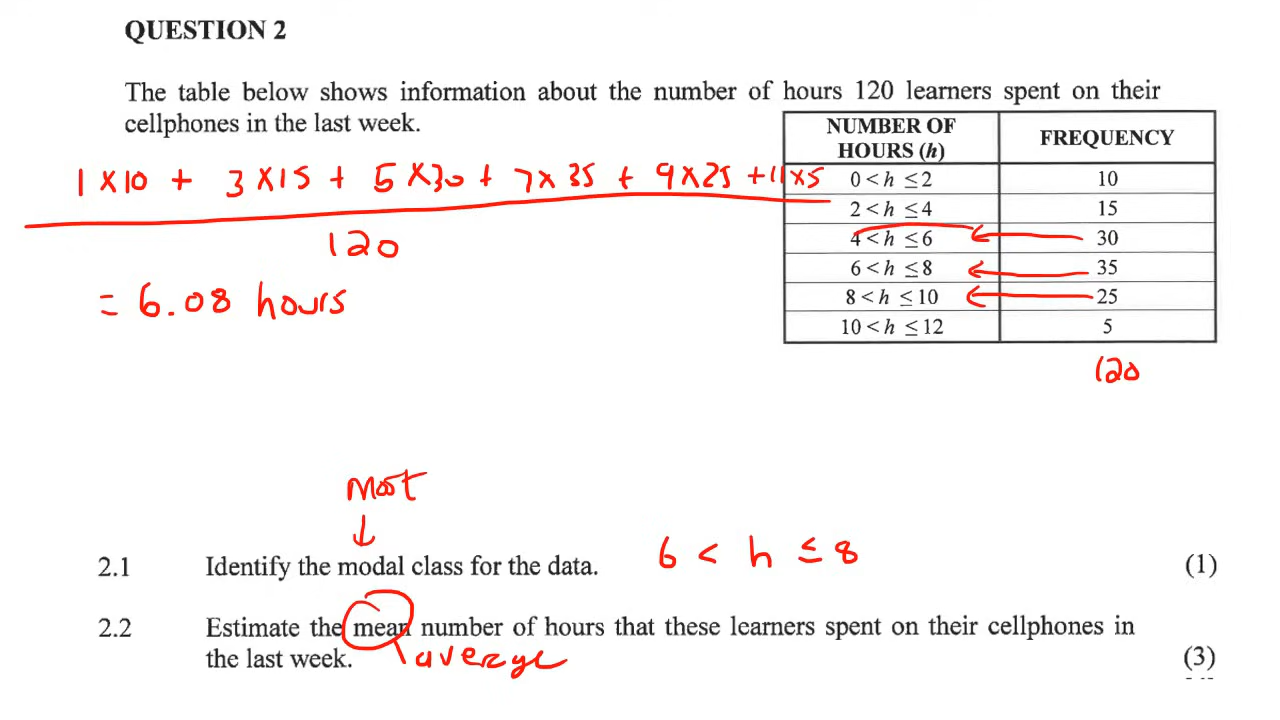 QUESTION 2
The table below shows information about the number of hours 120 learners spent on their
cellphones in the last week.
NUMBER OF HOURS (h) FREQUENCY
0 < h ≤ 2 10
2 < h ≤ 4 15
4 < h ≤ 6 30
6 < h ≤ 8 35
8 < h ≤ 10 25
10 < h ≤ 12 5
120
1 × 10 + 3 × 15 + 5 × 30 + 7 × 35 + 9 × 25 + 11 × 5
120
= 6.08 hours
most
2.1 Identify the modal class for the data. 6 < h ≤ 8 (1)
2.2 Estimate the mean number of hours that these learners spent on their cellphones in
the last week. average (3)